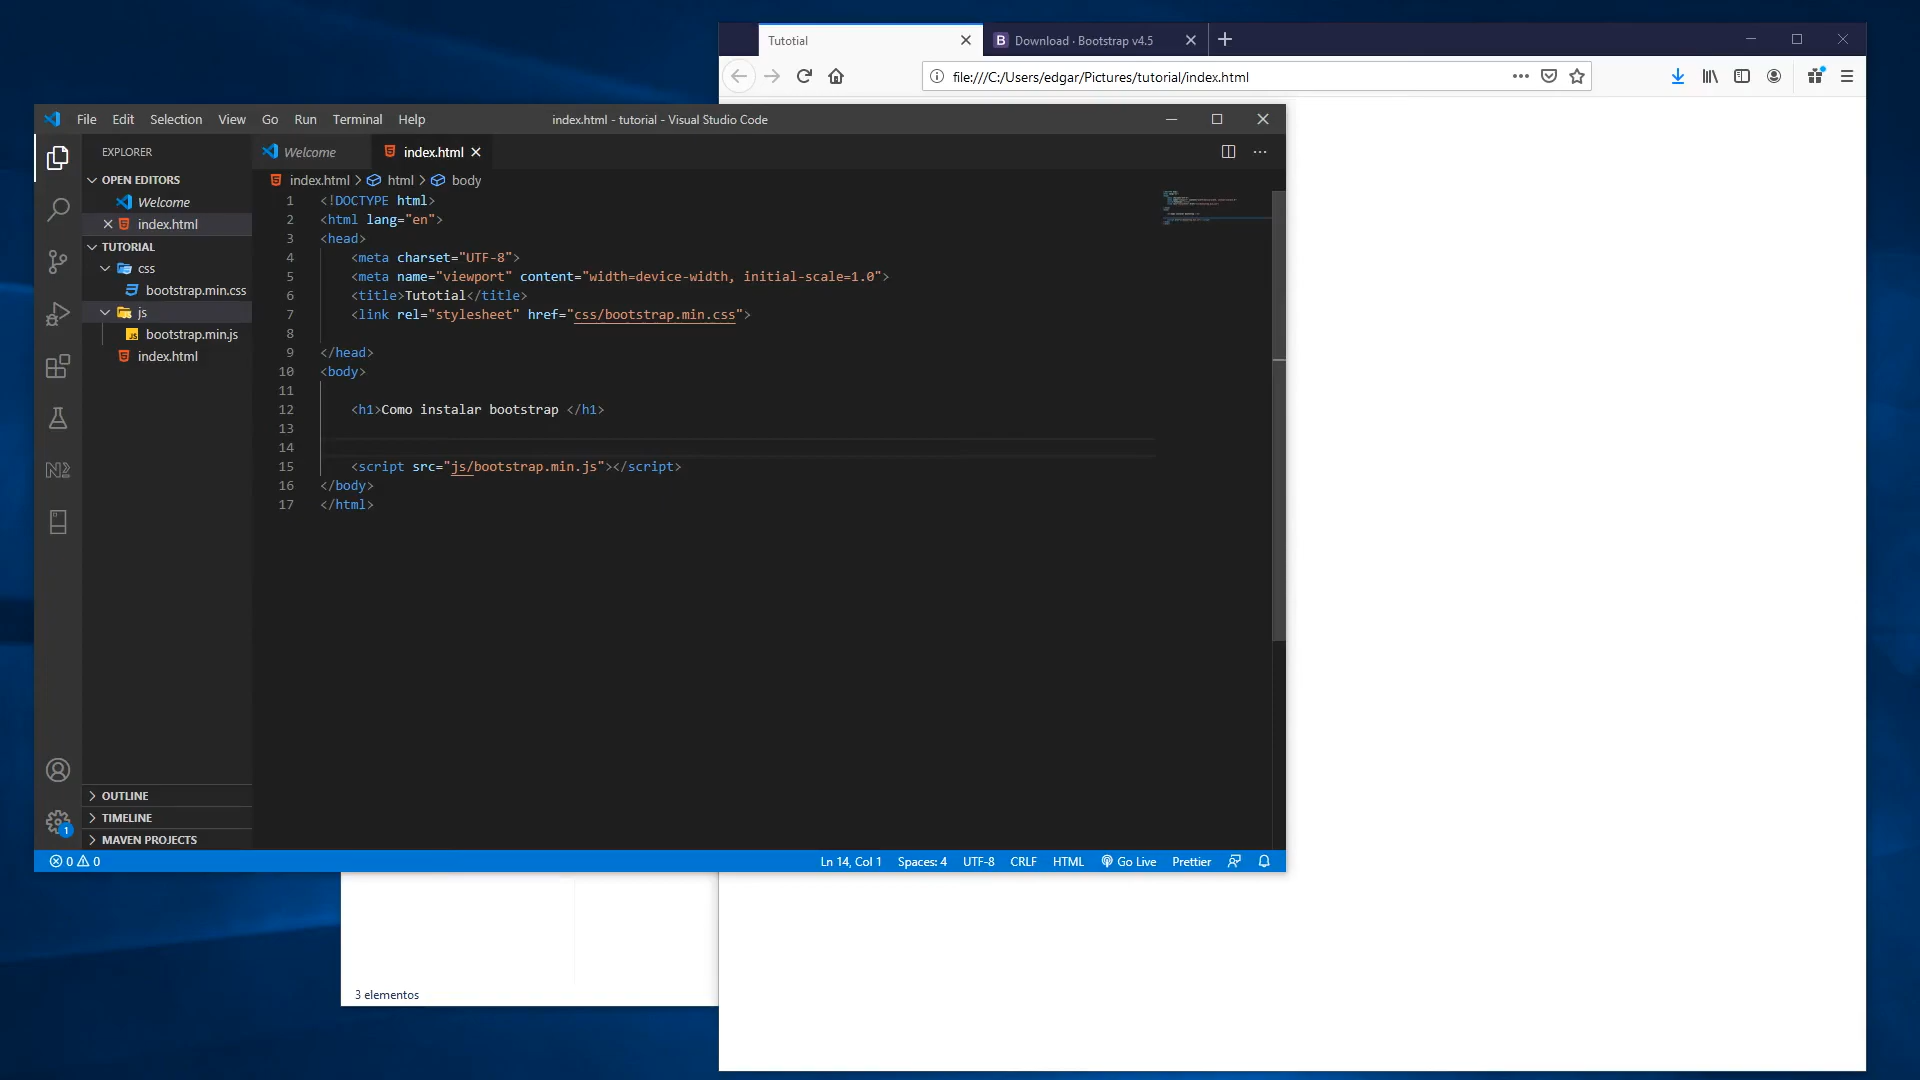 Tutotial
Download · Bootstrap v4.5
file:///C:/Users/edgar/Pictures/tutorial/index.html
File Edit Selection View Go Run Terminal Help
index.html - tutorial - Visual Studio Code
EXPLORER
OPEN EDITORS
Welcome
index.html
TUTORIAL
css
bootstrap.min.css
js
bootstrap.min.js
index.html
OUTLINE
TIMELINE
MAVEN PROJECTS
Welcome
index.html
index.html > html > body
1 <!DOCTYPE html>
2 <html lang="en">
3 <head>
4 <meta charset="UTF-8">
5 <meta name="viewport" content="width=device-width, initial-scale=1.0">
6 <title>Tutotial</title>
7 <link rel="stylesheet" href="css/bootstrap.min.css">
8
9 </head>
10 <body>
11
12 <h1>Como instalar bootstrap </h1>
13
14
15 <script src="js/bootstrap.min.js"></script>
16 </body>
17 </html>
1
0 0
Ln 14, Col 1 Spaces: 4 UTF-8 CRLF HTML Go Live Prettier
3 elementos